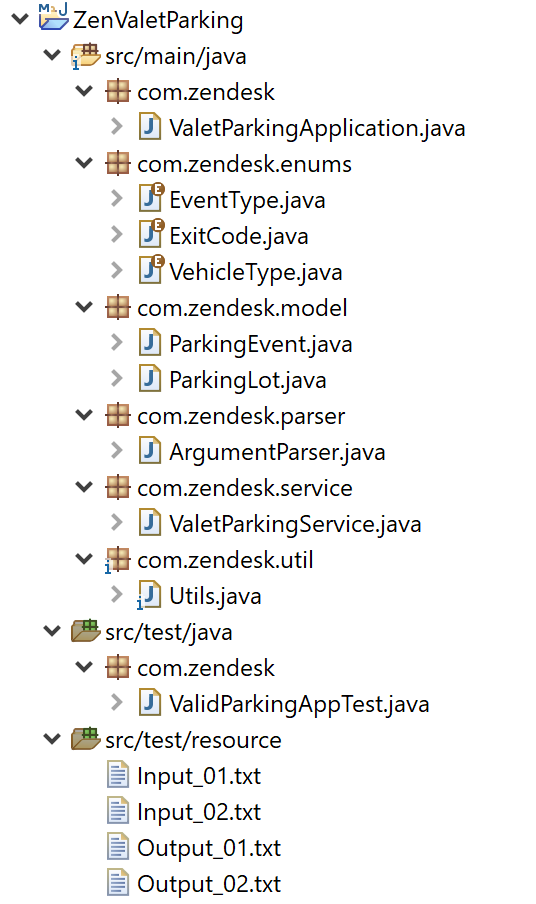 ZenValetParking
src/main/java
com.zendesk
ValetParkingApplication.java
com.zendesk.enums
EventType.java
ExitCode.java
VehicleType.java
com.zendesk.model
ParkingEvent.java
ParkingLot.java
com.zendesk.parser
ArgumentParser.java
com.zendesk.service
ValetParkingService.java
com.zendesk.util
Utils.java
src/test/java
com.zendesk
ValidParkingAppTest.java
src/test/resource
Input_01.txt
Input_02.txt
Output_01.txt
Output_02.txt